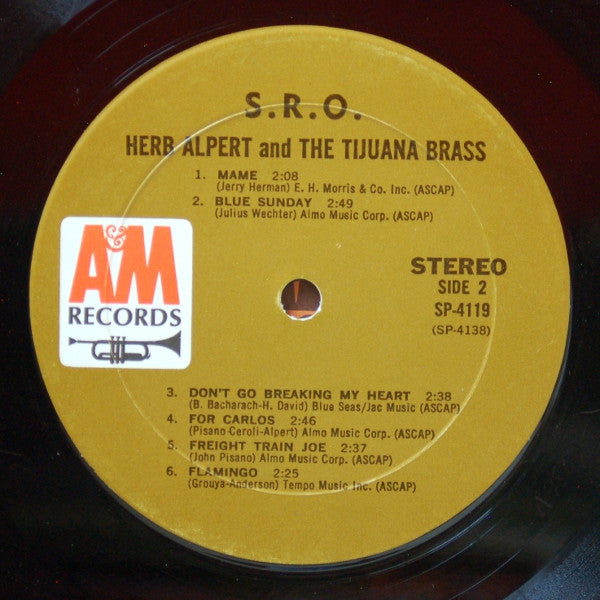 S.R.O.
HERB ALPERT and THE TIJUANA BRASS
1. MAME 2:08
(Jerry Herman) E. H. Morris & Co. Inc. (ASCAP)
2. BLUE SUNDAY 2:49
(Julius Wechter) Almo Music Corp. (ASCAP)
A&M
RECORDS
STEREO
SIDE 2
SP-4119
(SP-4138)
3. DON'T GO BREAKING MY HEART 2:38
(B. Bacharach-H. David) Blue Seas/Jac Music (ASCAP)
4. FOR CARLOS 2:46
(Pisano-Ceroli-Alpert) Almo Music Corp. (ASCAP)
5. FREIGHT TRAIN JOE 2:37
(John Pisano) Almo Music Corp. (ASCAP)
6. FLAMINGO 2:25
(Grouya-Anderson) Tempo Music Inc. (ASCAP)